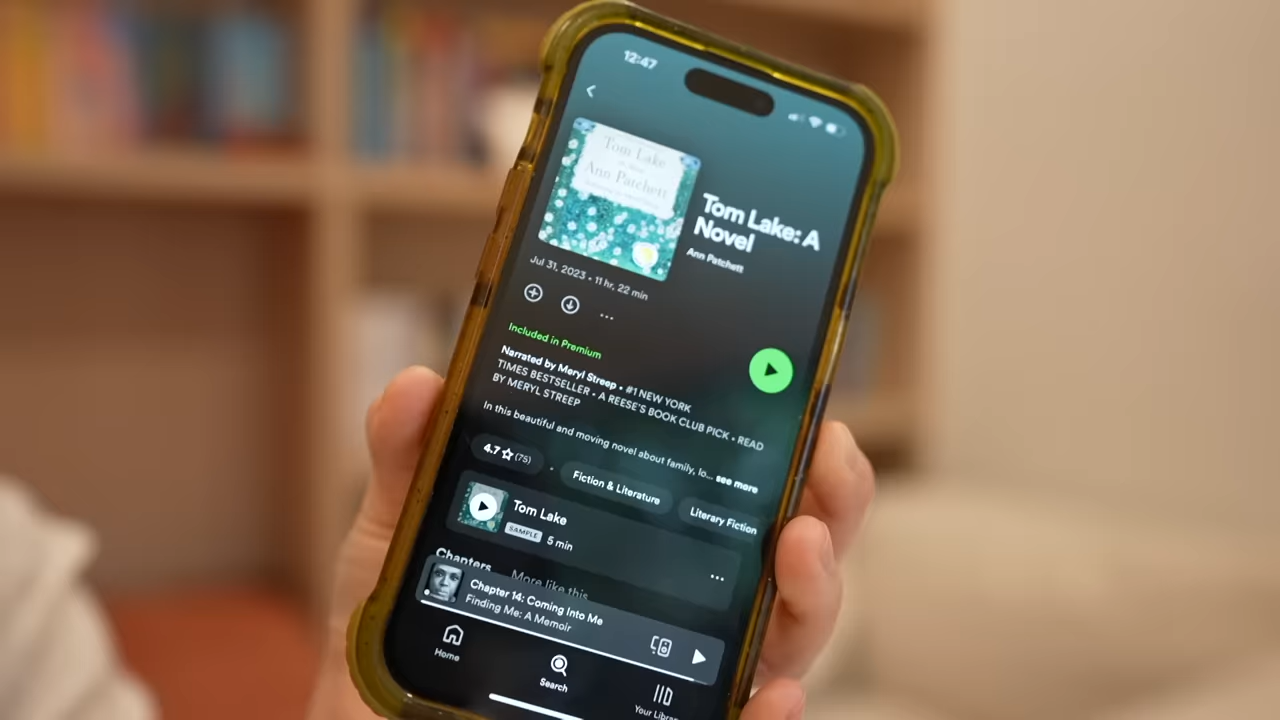 12:47
Tom Lake
Ann Patchett
Tom Lake: A
Novel
Ann Patchett
Jul 31, 2023 • 11 hr, 22 min
Included in Premium
Narrated by Meryl Streep • #1 NEW YORK
TIMES BESTSELLER • A REESE'S BOOK CLUB PICK • READ
BY MERYL STREEP
In this beautiful and moving novel about family, lo... see more
4.7 (75)
Fiction & Literature
Literary Fiction
Tom Lake
SAMPLE 5 min
Chapters
More like this
Chapter 14: Coming Into Me
Finding Me: A Memoir
Home
Search
Your Library